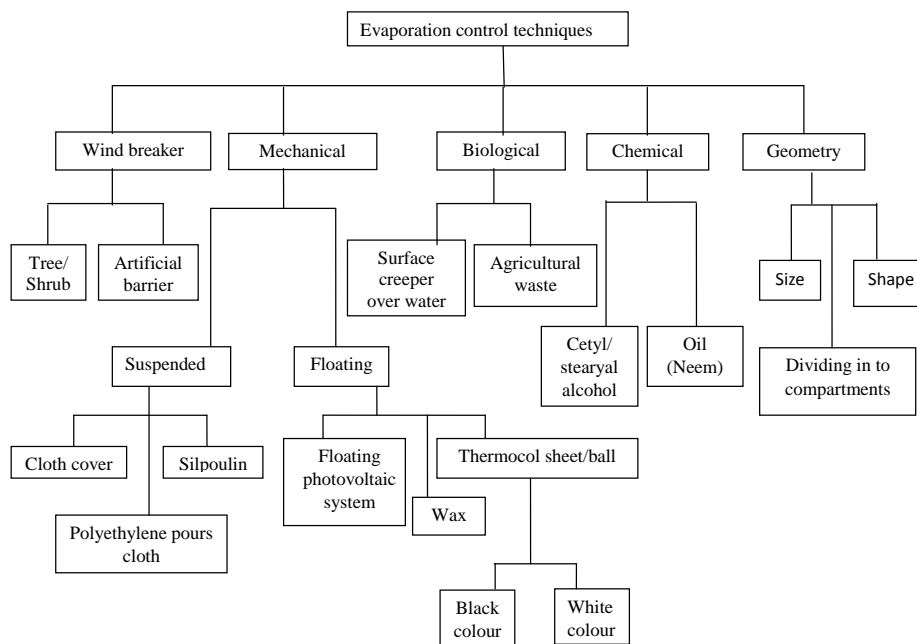 Evaporation control techniques
Wind breaker
Mechanical
Biological
Chemical
Geometry
Tree/
Shrub
Artificial
barrier
Surface
creeper
over water
Agricultural
waste
Size
Shape
Suspended
Floating
Cetyl/
stearyal
alcohol
Oil
(Neem)
Dividing in to
compartments
Cloth cover
Silpoulin
Floating
photovoltaic
system
Thermocol sheet/ball
Wax
Polyethylene pours
cloth
Black
colour
White
colour